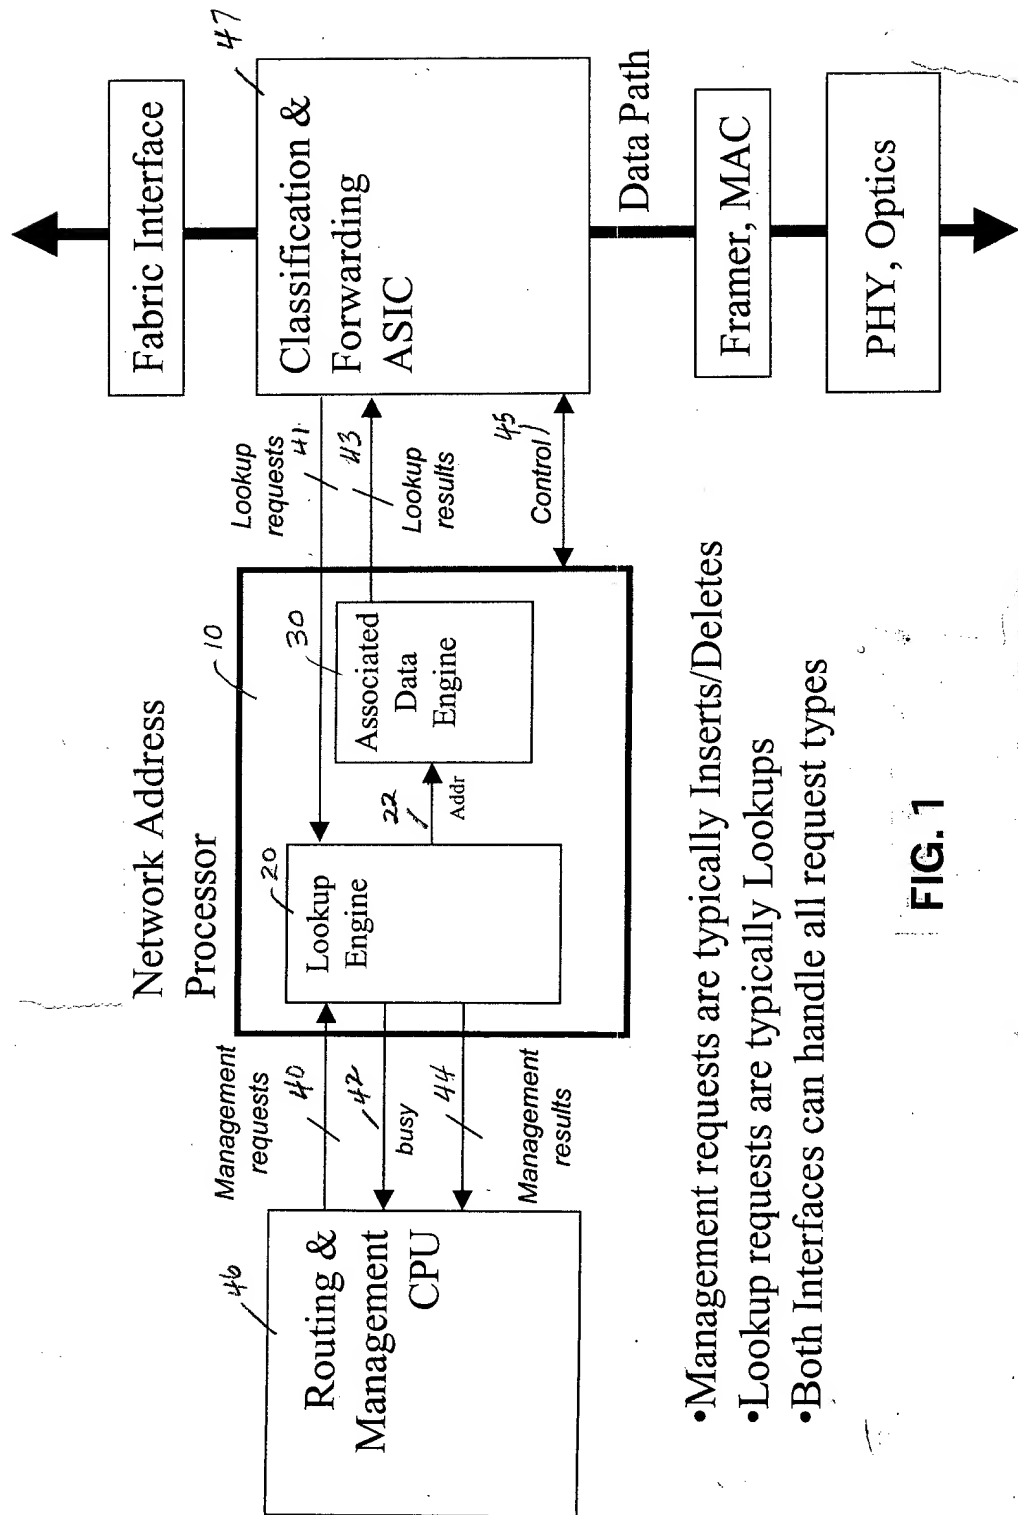 Network Address
Processor
10
46
Routing &
Management
CPU
Management
requests
40
42
busy
44
Management
results
20
Lookup
Engine
22
Addr
30
Associated
Data
Engine
Lookup
requests
41
43
Lookup
results
45
Control
47
Fabric Interface
Classification &
Forwarding
ASIC
Data Path
Framer, MAC
PHY, Optics
•Management requests are typically Inserts/Deletes
•Lookup requests are typically Lookups
•Both Interfaces can handle all request types
FIG. 1